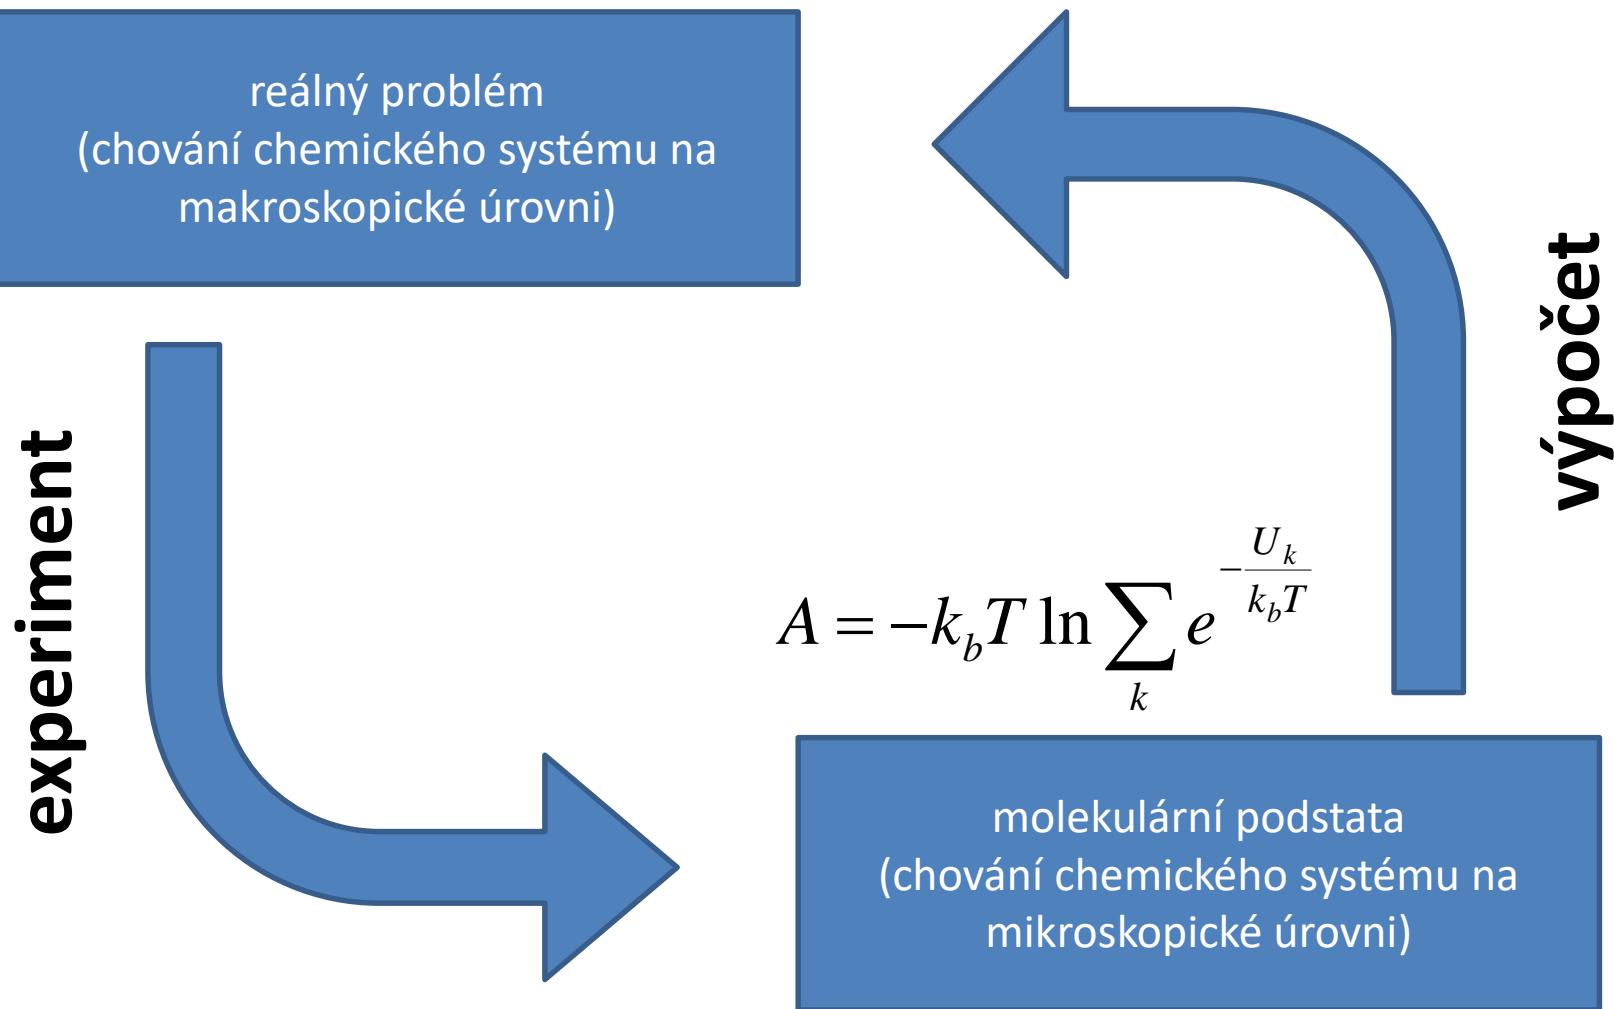 reálný problém
(chování chemického systému na
makroskopické úrovni)
výpočet
experiment
A = −k_b T ln ∑_k e^{−U_k / k_b T}
molekulární podstata
(chování chemického systému na
mikroskopické úrovni)